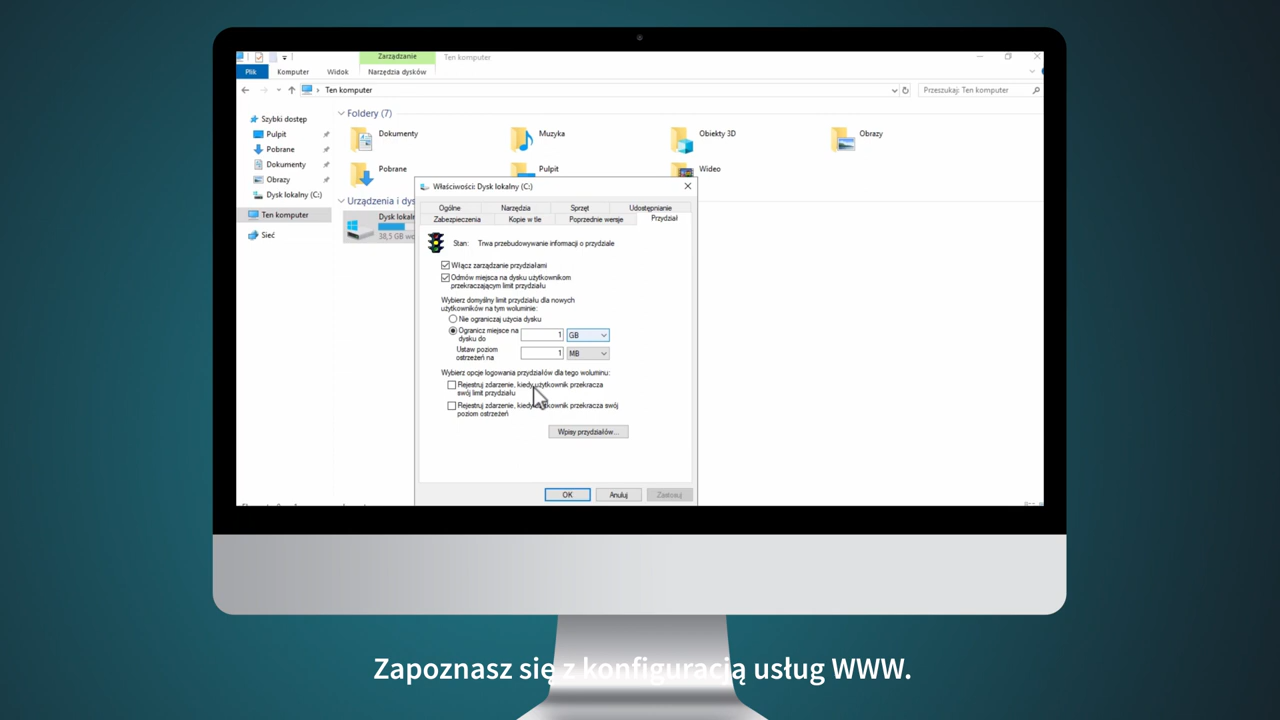 Zarządzanie
Ten komputer
Plik
Komputer
Widok
Narzędzia dysków
Ten komputer
Przeszukaj: Ten komputer
Szybki dostęp
Pulpit
Pobrane
Dokumenty
Obrazy
Dysk lokalny (C:)
Ten komputer
Sieć
Foldery (7)
Dokumenty
Muzyka
Obiekty 3D
Obrazy
Pobrane
Pulpit
Wideo
Urządzenia i dys
Dysk lokaln
38,5 GB wo
Właściwości: Dysk lokalny (C:)
Ogólne
Narzędzia
Sprzęt
Udostępnianie
Zabezpieczenia
Kopie w tle
Poprzednie wersje
Przydział
Stan: Trwa przebudowywanie informacji o przydziale
Włącz zarządzanie przydziałami
Odmów miejsca na dysku użytkownikom
przekraczającym limit przydziału
Wybierz domyślny limit przydziału dla nowych
użytkowników na tym woluminie:
Nie ograniczaj użycia dysku
Ogranicz miejsce na
dysku do
1
GB
Ustaw poziom
ostrzeżeń na
1
MB
Wybierz opcje logowania przydziałów dla tego woluminu:
Rejestruj zdarzenie, kiedy użytkownik przekracza
swój limit przydziału
Rejestruj zdarzenie, kiedy użytkownik przekracza swój
poziom ostrzeżeń
Wpisy przydziałów...
OK
Anuluj
Zastosuj
Zapoznasz się z konfiguracją usług WWW.